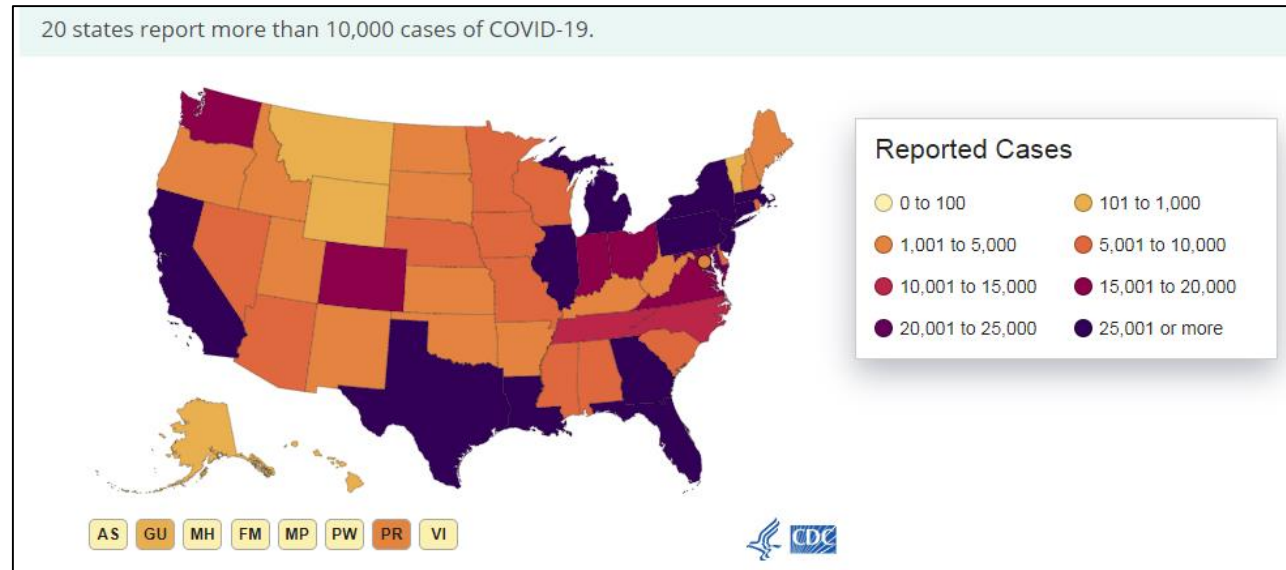 20 states report more than 10,000 cases of COVID-19.
Reported Cases
0 to 100
101 to 1,000
1,001 to 5,000
5,001 to 10,000
10,001 to 15,000
15,001 to 20,000
20,001 to 25,000
25,001 or more
AS GU MH FM MP PW PR VI
CDC